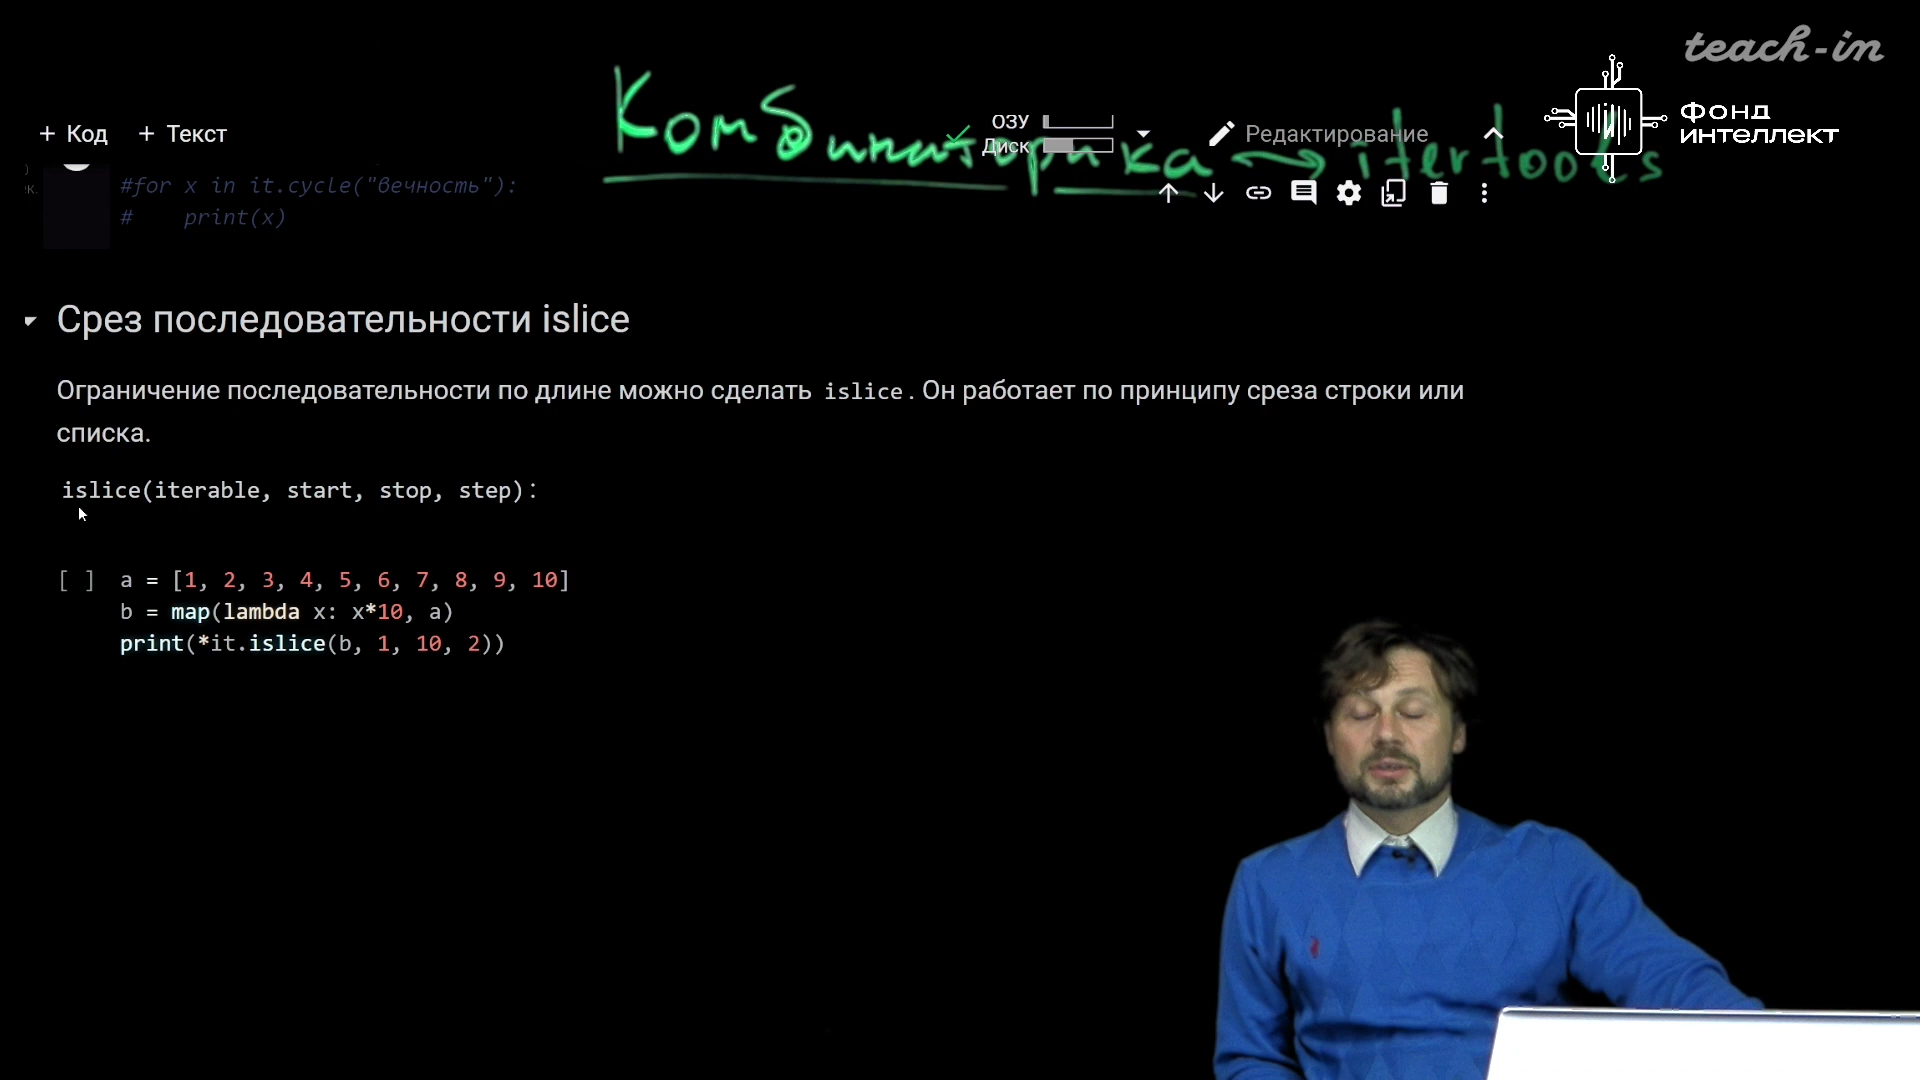 teach-in
Комбинаторика → itertools
Фонд
интеллект
+ Код + Текст
ОЗУ
Диск
Редактирование
#for x in it.cycle("Вечность"):
#    print(x)
Срез последовательности islice
Ограничение последовательности по длине можно сделать islice. Он работает по принципу среза строки или
списка.
islice(iterable, start, stop, step):
[ ] a = [1, 2, 3, 4, 5, 6, 7, 8, 9, 10]
b = map(lambda x: x*10, a)
print(*it.islice(b, 1, 10, 2))